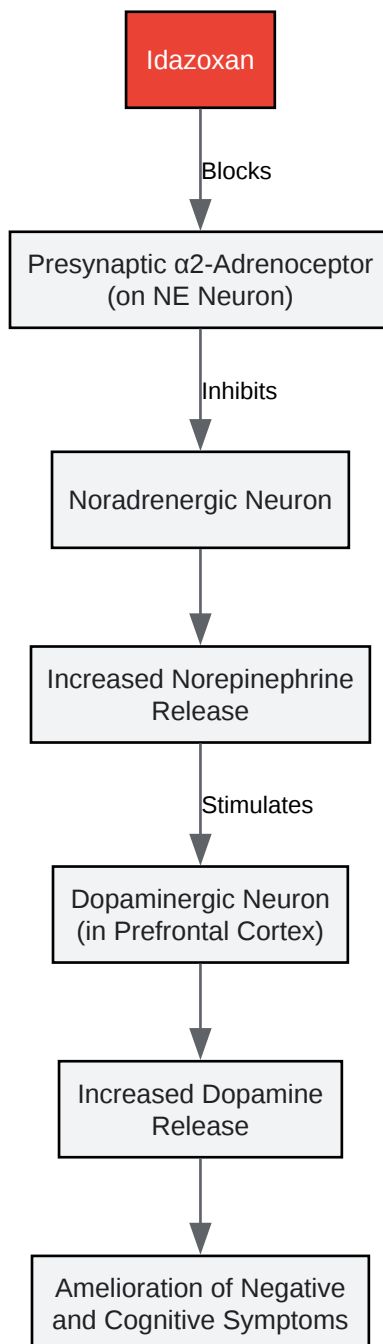 Idazoxan
Blocks
Presynaptic α2-Adrenoceptor
(on NE Neuron)
Inhibits
Noradrenergic Neuron
Increased Norepinephrine
Release
Stimulates
Dopaminergic Neuron
(in Prefrontal Cortex)
Increased Dopamine
Release
Amelioration of Negative
and Cognitive Symptoms